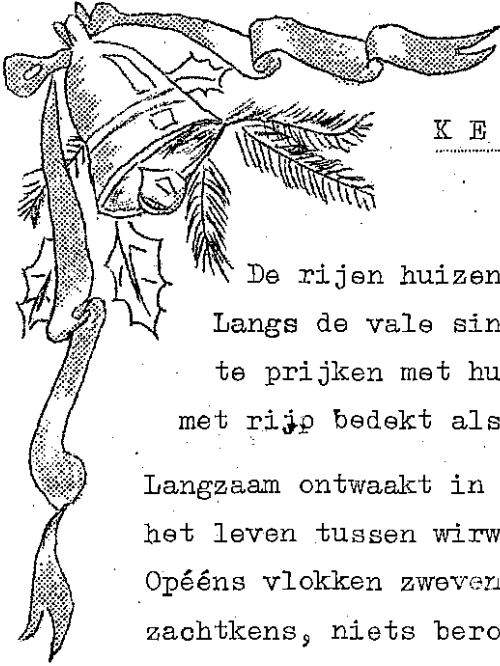 K E
De rijen huizen
Langs de vale sin
te prijken met hu
met rijp bedekt als
Langzaam ontwaakt in
het leven tussen wirw
Opééns vlokken zweven
zachtkens, niets bero